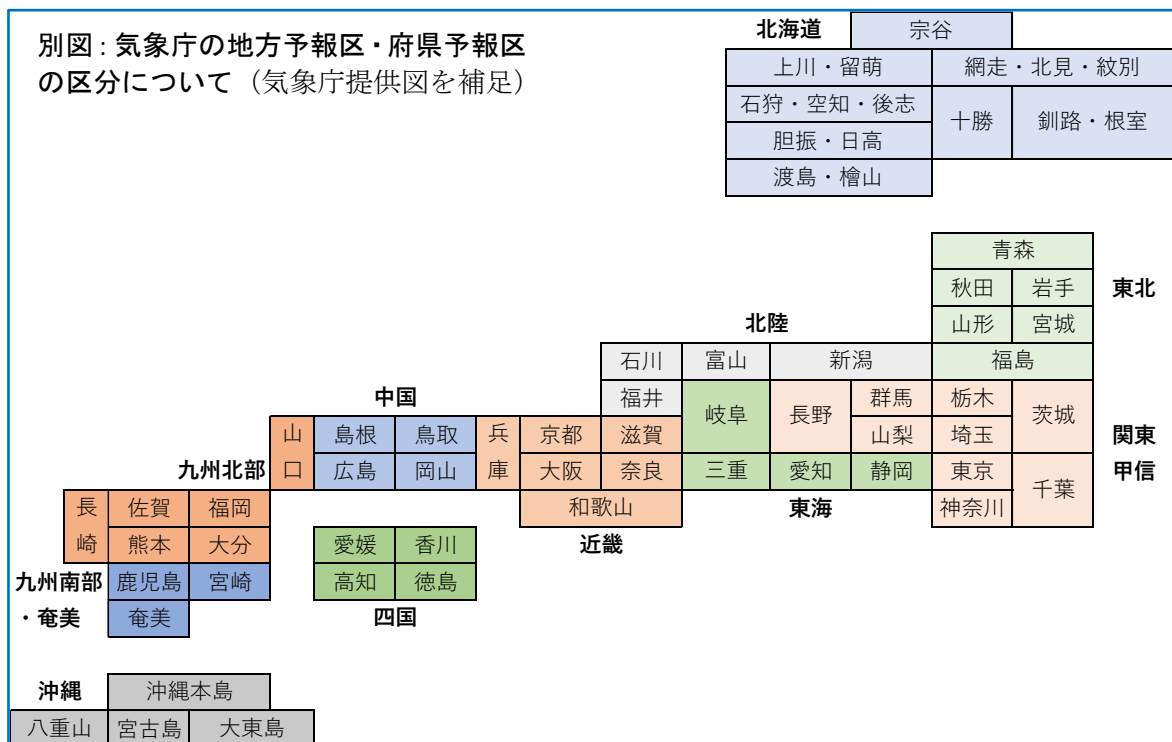 別図：気象庁の地方予報区・府県予報区
の区分について（気象庁提供図を補足）
北海道
宗谷
上川・留萌
網走・北見・紋別
石狩・空知・後志
十勝
釧路・根室
胆振・日高
渡島・檜山
青森
秋田
岩手
東北
山形
宮城
北陸
石川
富山
新潟
福島
中国
福井
岐阜
長野
群馬
栃木
茨城
山口
島根
鳥取
兵庫
京都
滋賀
山梨
埼玉
関東
甲信
九州北部
広島
岡山
大阪
奈良
三重
愛知
静岡
東京
千葉
長崎
佐賀
福岡
和歌山
東海
神奈川
熊本
大分
愛媛
香川
近畿
九州南部
・奄美
鹿児島
宮崎
高知
徳島
奄美
四国
沖縄
沖縄本島
八重山
宮古島
大東島